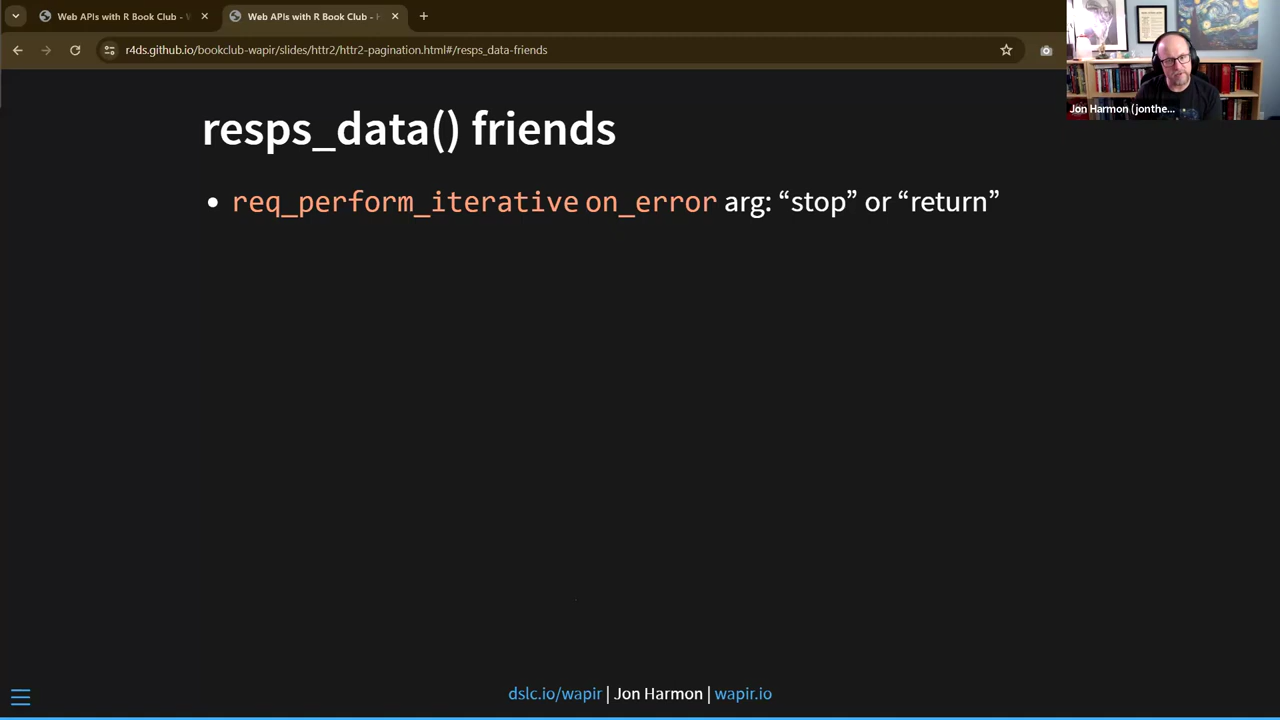 Web APIs with R Book Club - W
Web APIs with R Book Club - H
r4ds.github.io/bookclub-wapir/slides/httr2/httr2-pagination.html#/resps_data-friends
Jon Harmon (jonthe...
resps_data() friends
• req_perform_iterative on_error arg: “stop” or “return”
dslc.io/wapir | Jon Harmon | wapir.io